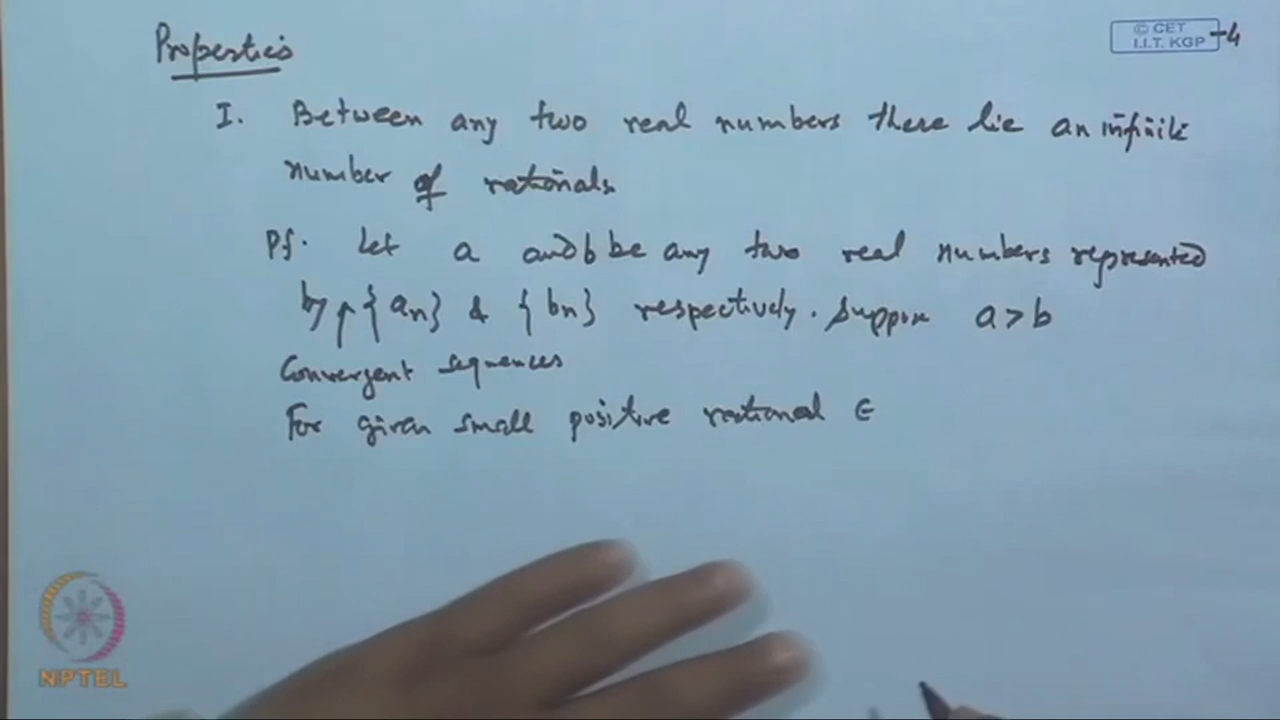 Properties
© CET
I.I.T. KGP
-4
I. Between any two real numbers there lie an infinite
number of rationals.
Pf. Let a and b be any two real numbers represented
by {an} & {bn} respectively. Suppose a > b
Convergent sequences
For given small positive rational ∈
NPTEL